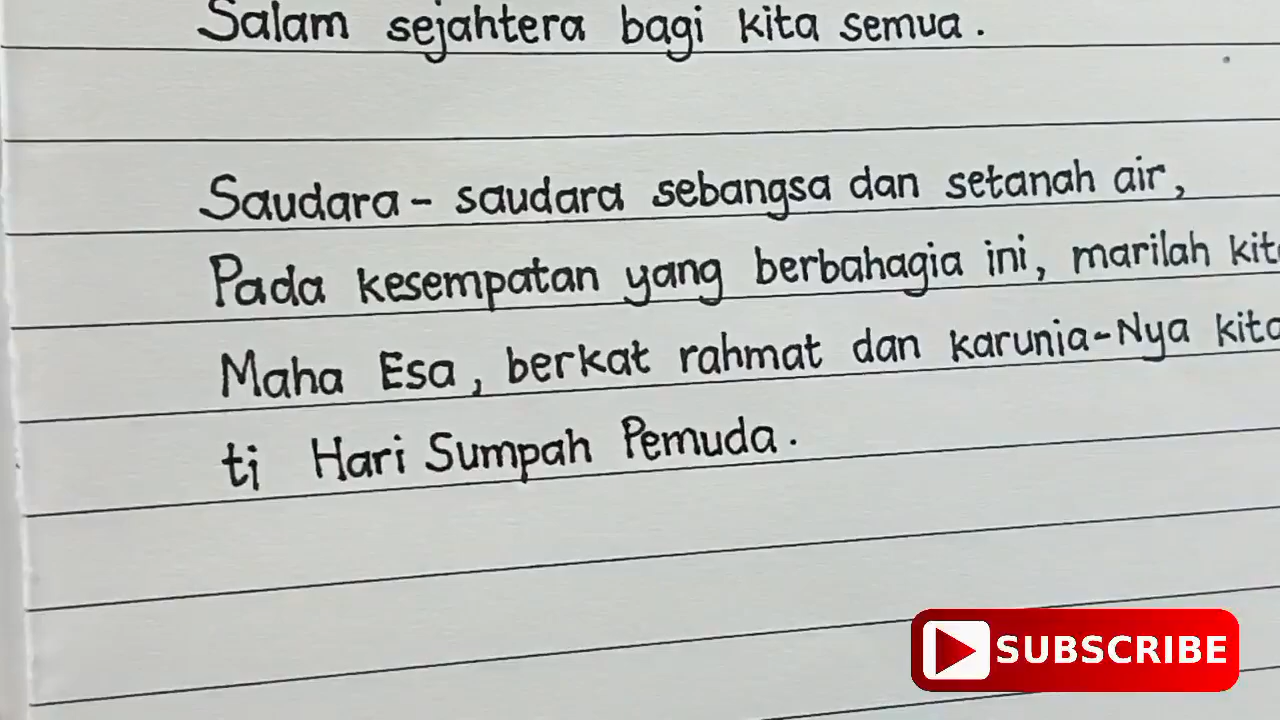 Salam sejahtera bagi kita semua.
Saudara-saudara sebangsa dan setanah air,
Pada kesempatan yang berbahagia ini, marilah kita
Maha Esa, berkat rahmat dan karunia-Nya kita
ti Hari Sumpah Pemuda.
SUBSCRIBE